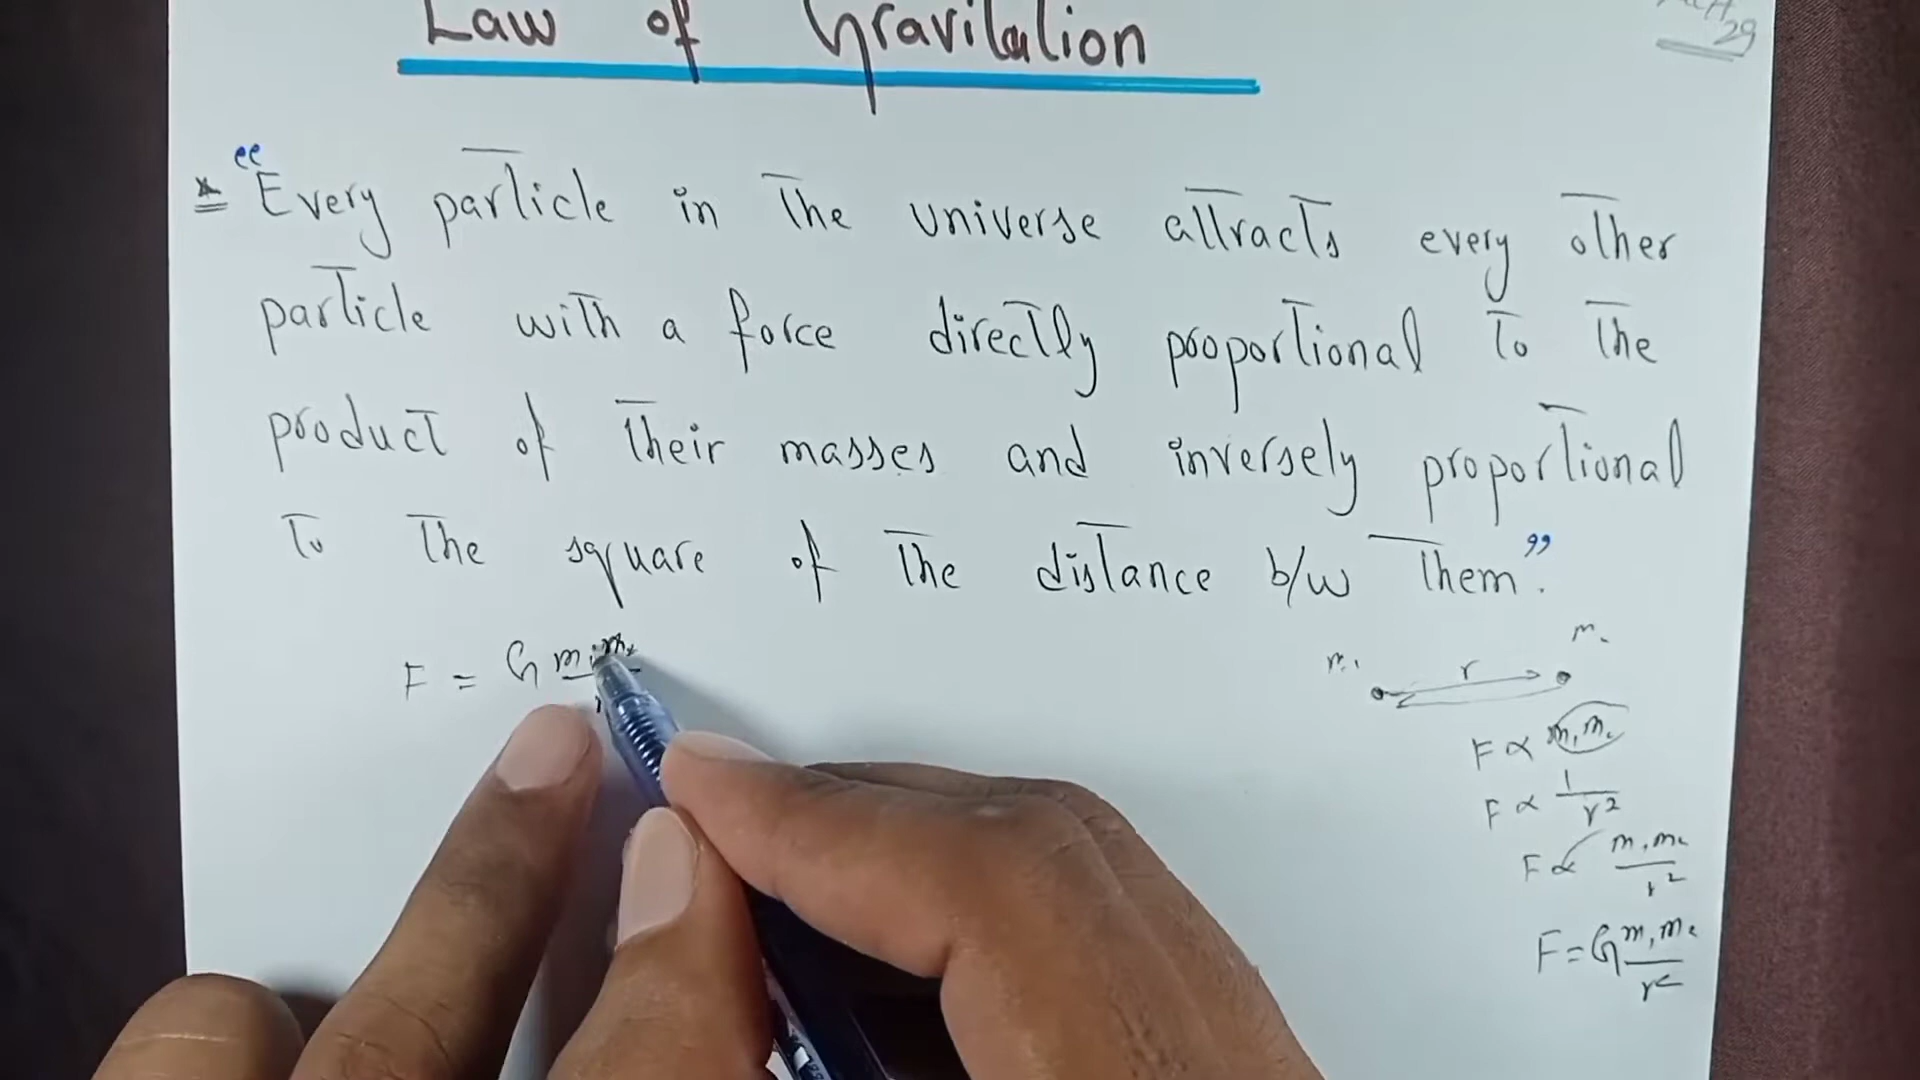 Law of Gravitation
29
* “Every particle in the universe attracts every other
particle with a force directly proportional to the
product of their masses and inversely proportional
to the square of the distance b/w them”.
F = G m₁m₂
m₁ r m₂
F ∝ m₁m₂
F ∝ 1/r²
F ∝ m₁m₂/r²
F = G m₁m₂/r²